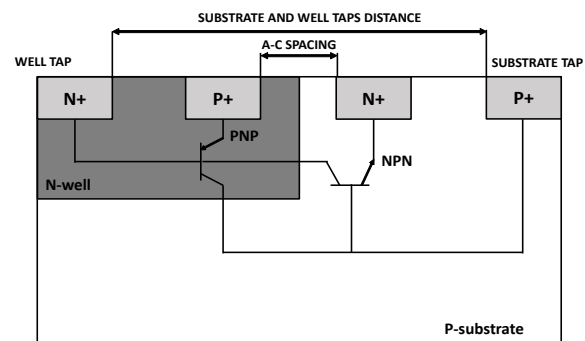 SUBSTRATE AND WELL TAPS DISTANCE
A-C SPACING
WELL TAP
SUBSTRATE TAP
N+
P+
N+
P+
PNP
NPN
N-well
P-substrate